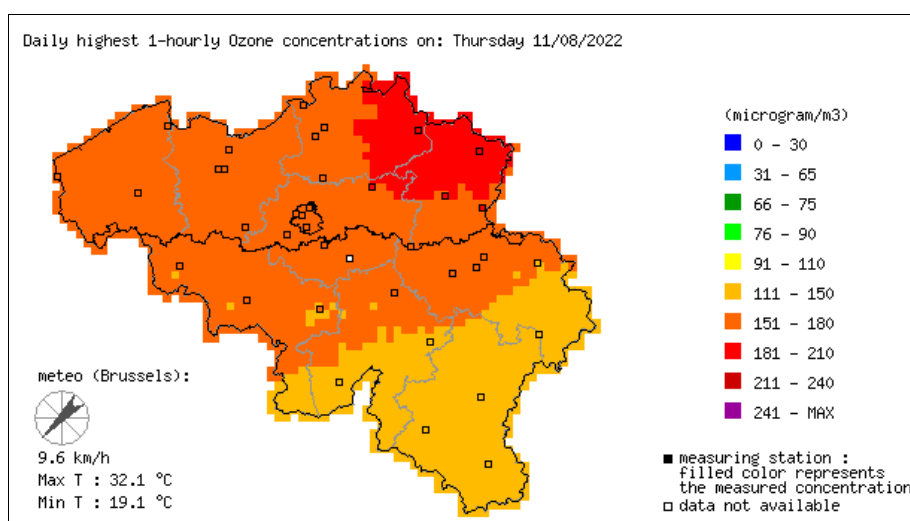 Daily highest 1-hourly Ozone concentrations on: Thursday 11/08/2022
(microgram/m3)
0 - 30
31 - 65
66 - 75
76 - 90
91 - 110
111 - 150
151 - 180
181 - 210
211 - 240
241 - MAX
meteo (Brussels):
9.6 km/h
Max T : 32.1 °C
Min T : 19.1 °C
measuring station :
filled color represents
the measured concentration
data not available